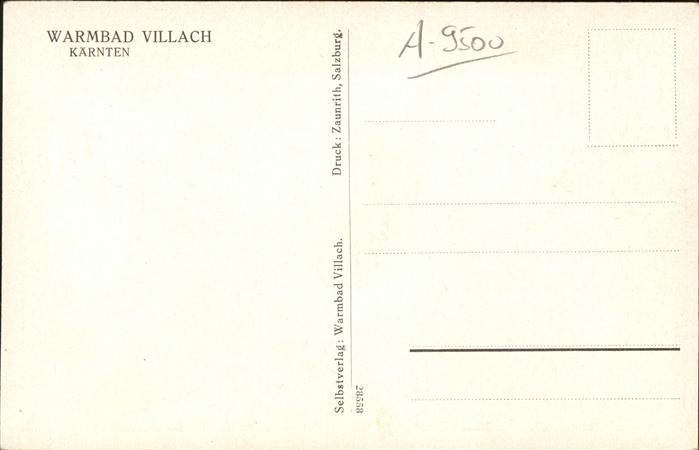 WARMBAD VILLACH
KÄRNTEN
Selbstverlag: Warmbad Villach. Druck: Zaunrith, Salzburg.
28558
A-9500